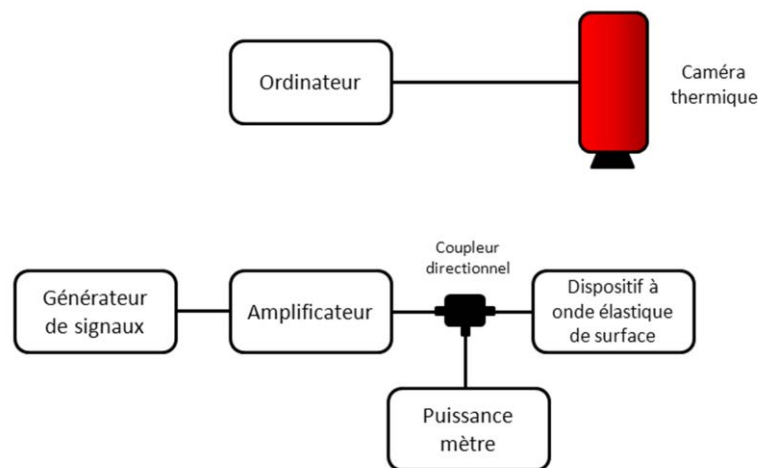 Ordinateur
Caméra
thermique
Coupleur
directionnel
Générateur
de signaux
Amplificateur
Dispositif à
onde élastique
de surface
Puissance
mètre